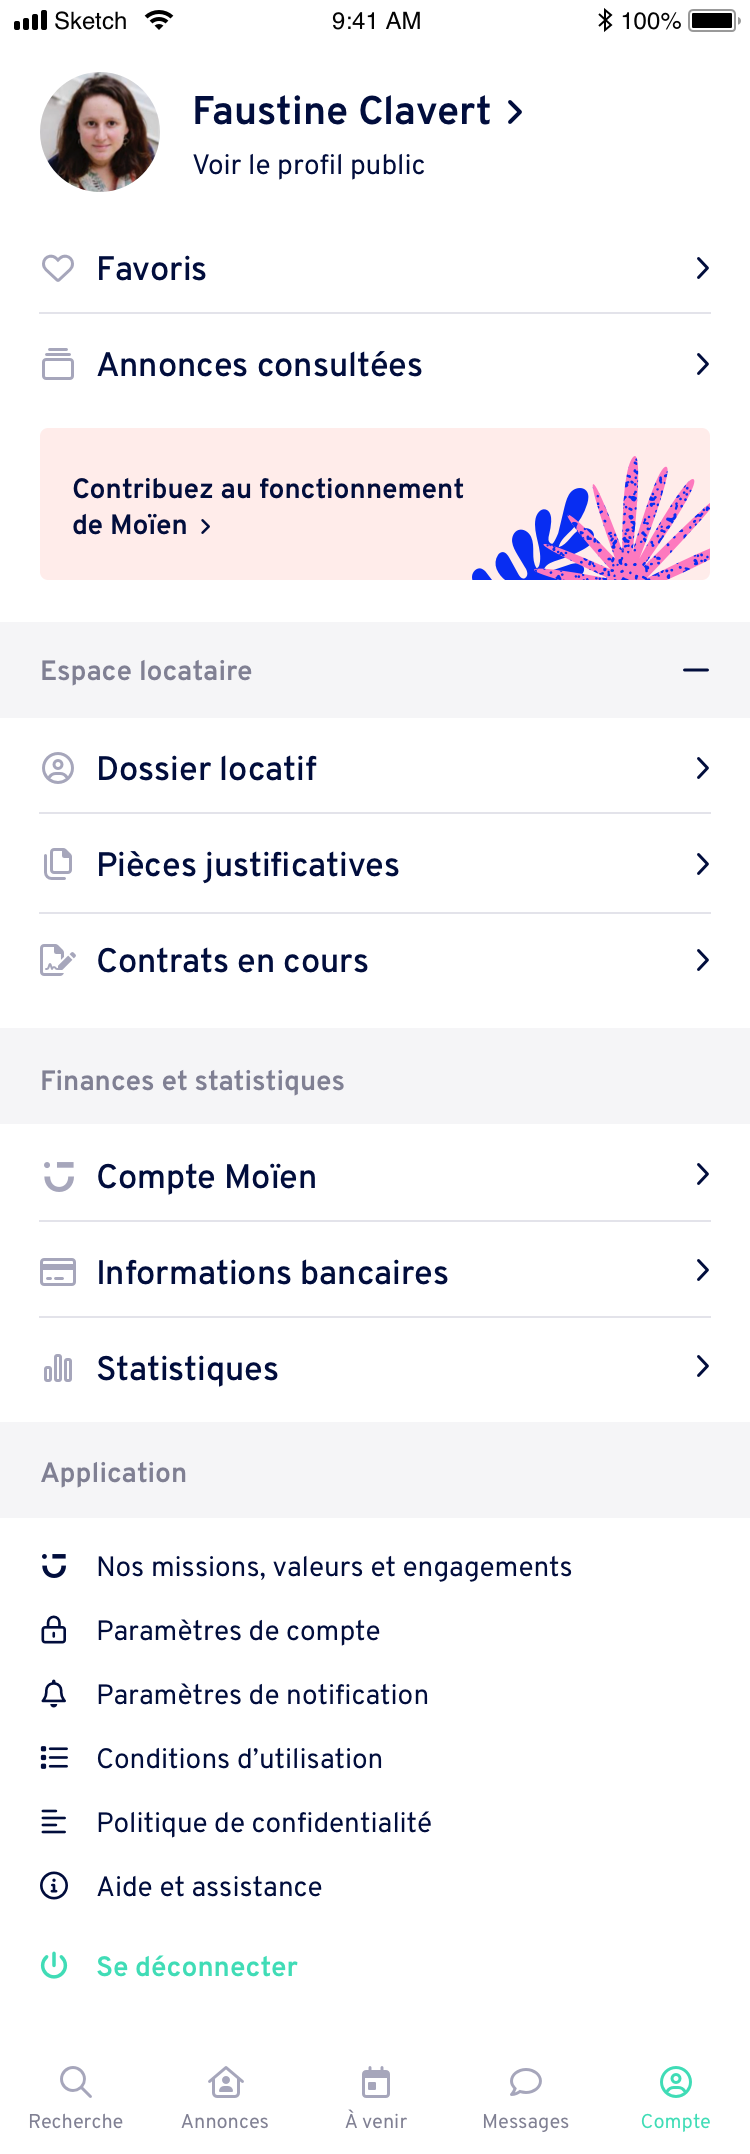 Sketch 9:41 AM 100%
Faustine Clavert
Voir le profil public
Favoris
Annonces consultées
Contribuez au fonctionnement
de Moïen >
Espace locataire
Dossier locatif
Pièces justificatives
Contrats en cours
Finances et statistiques
Compte Moïen
Informations bancaires
Statistiques
Application
Nos missions, valeurs et engagements
Paramètres de compte
Paramètres de notification
Conditions d’utilisation
Politique de confidentialité
Aide et assistance
Se déconnecter
Recherche Annonces À venir Messages Compte